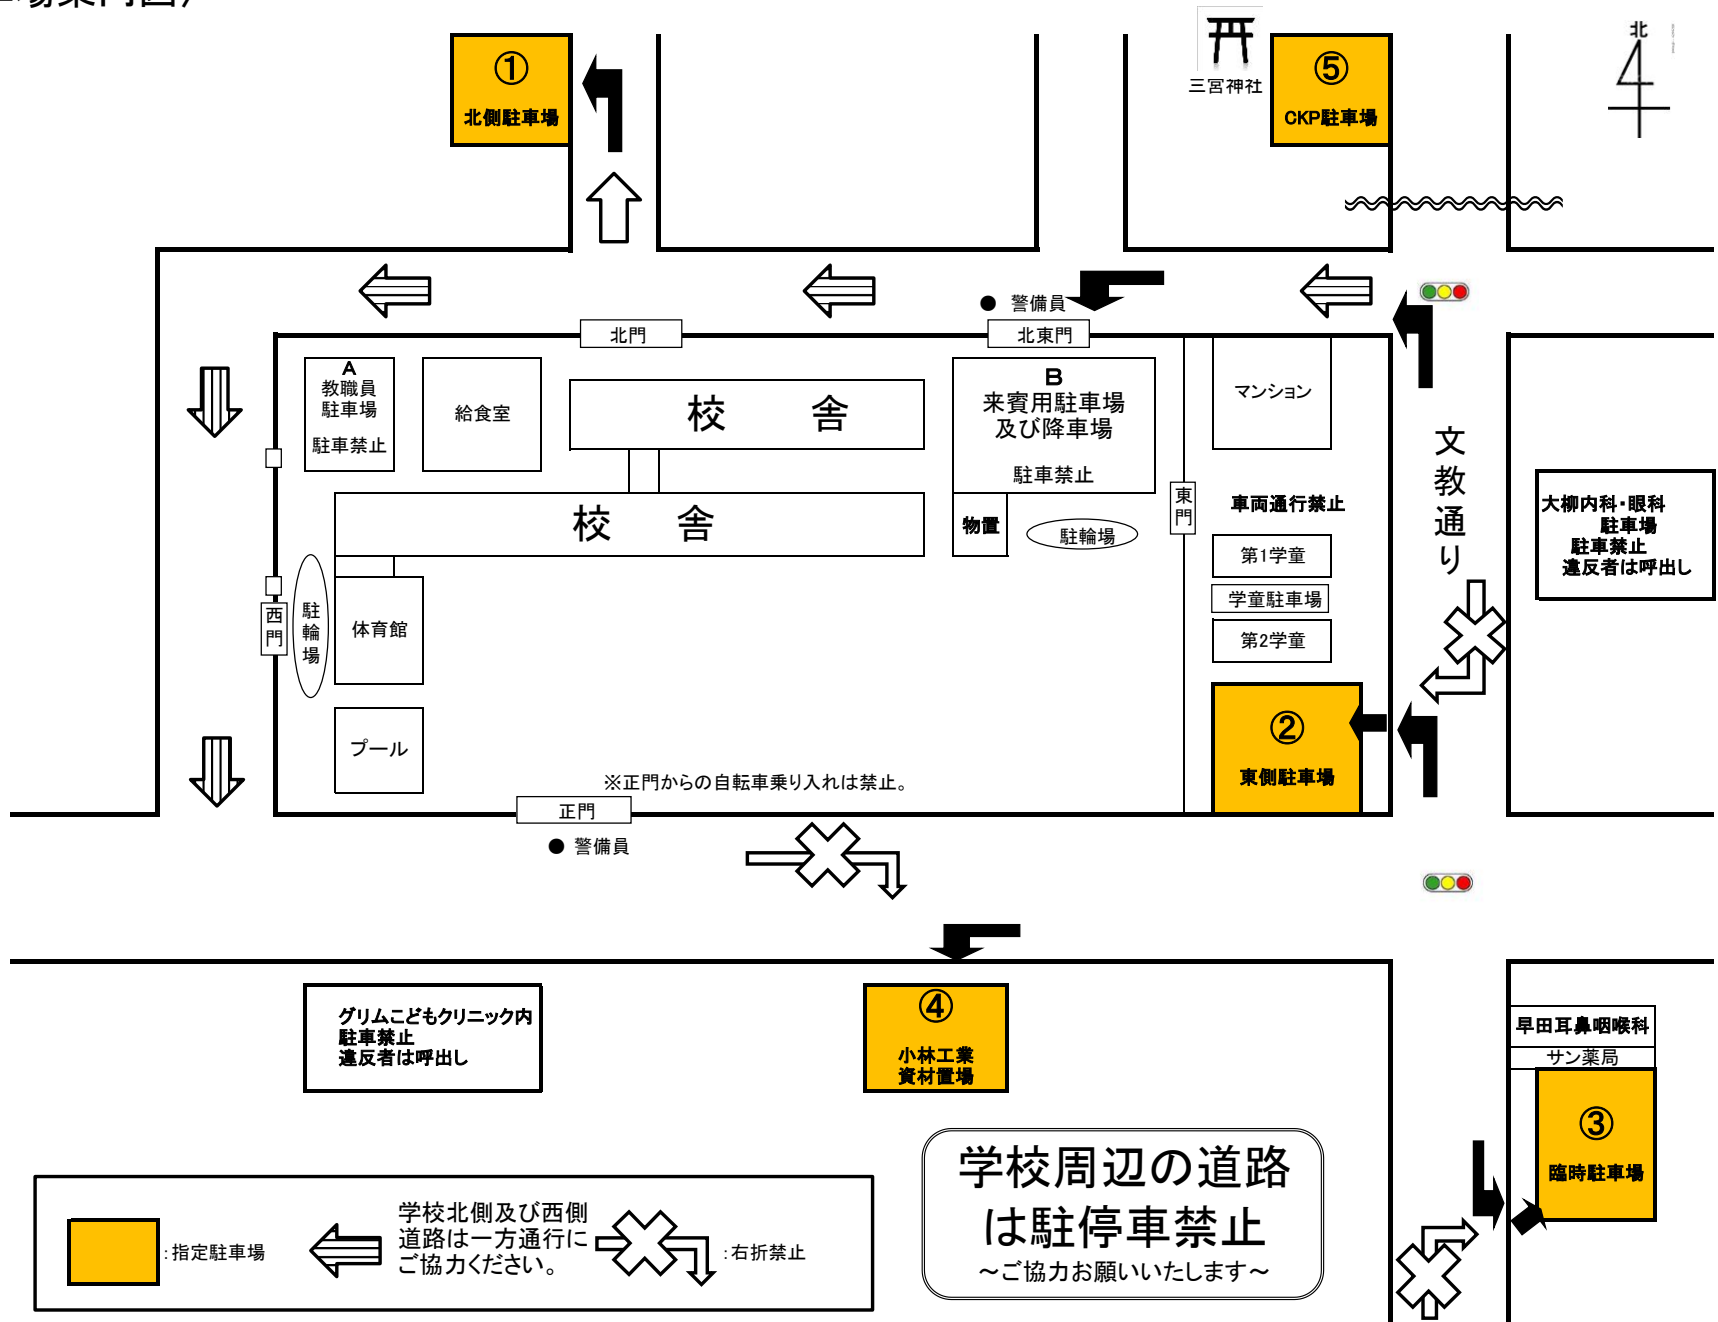 場案内図）
①
北側駐車場
三宮神社
⑤
CKP駐車場
北
● 警備員
北門
北東門
A
教職員
駐車場
駐車禁止
給食室
校　舎
B
来賓用駐車場
及び降車場
駐車禁止
マンション
文教通り
東門
車両通行禁止
大柳内科・眼科
駐車場
駐車禁止
違反者は呼出し
校　舎
物置
駐輪場
第1学童
学童駐車場
第2学童
西門
駐輪場
体育館
②
東側駐車場
プール
※正門からの自転車乗り入れは禁止。
正門
● 警備員
グリムこどもクリニック内
駐車禁止
違反者は呼出し
④
小林工業
資材置場
早田耳鼻咽喉科
サン薬局
③
臨時駐車場
学校周辺の道路
は駐停車禁止
～ご協力お願いいたします～
:指定駐車場
学校北側及び西側
道路は一方通行に
ご協力ください。
:右折禁止